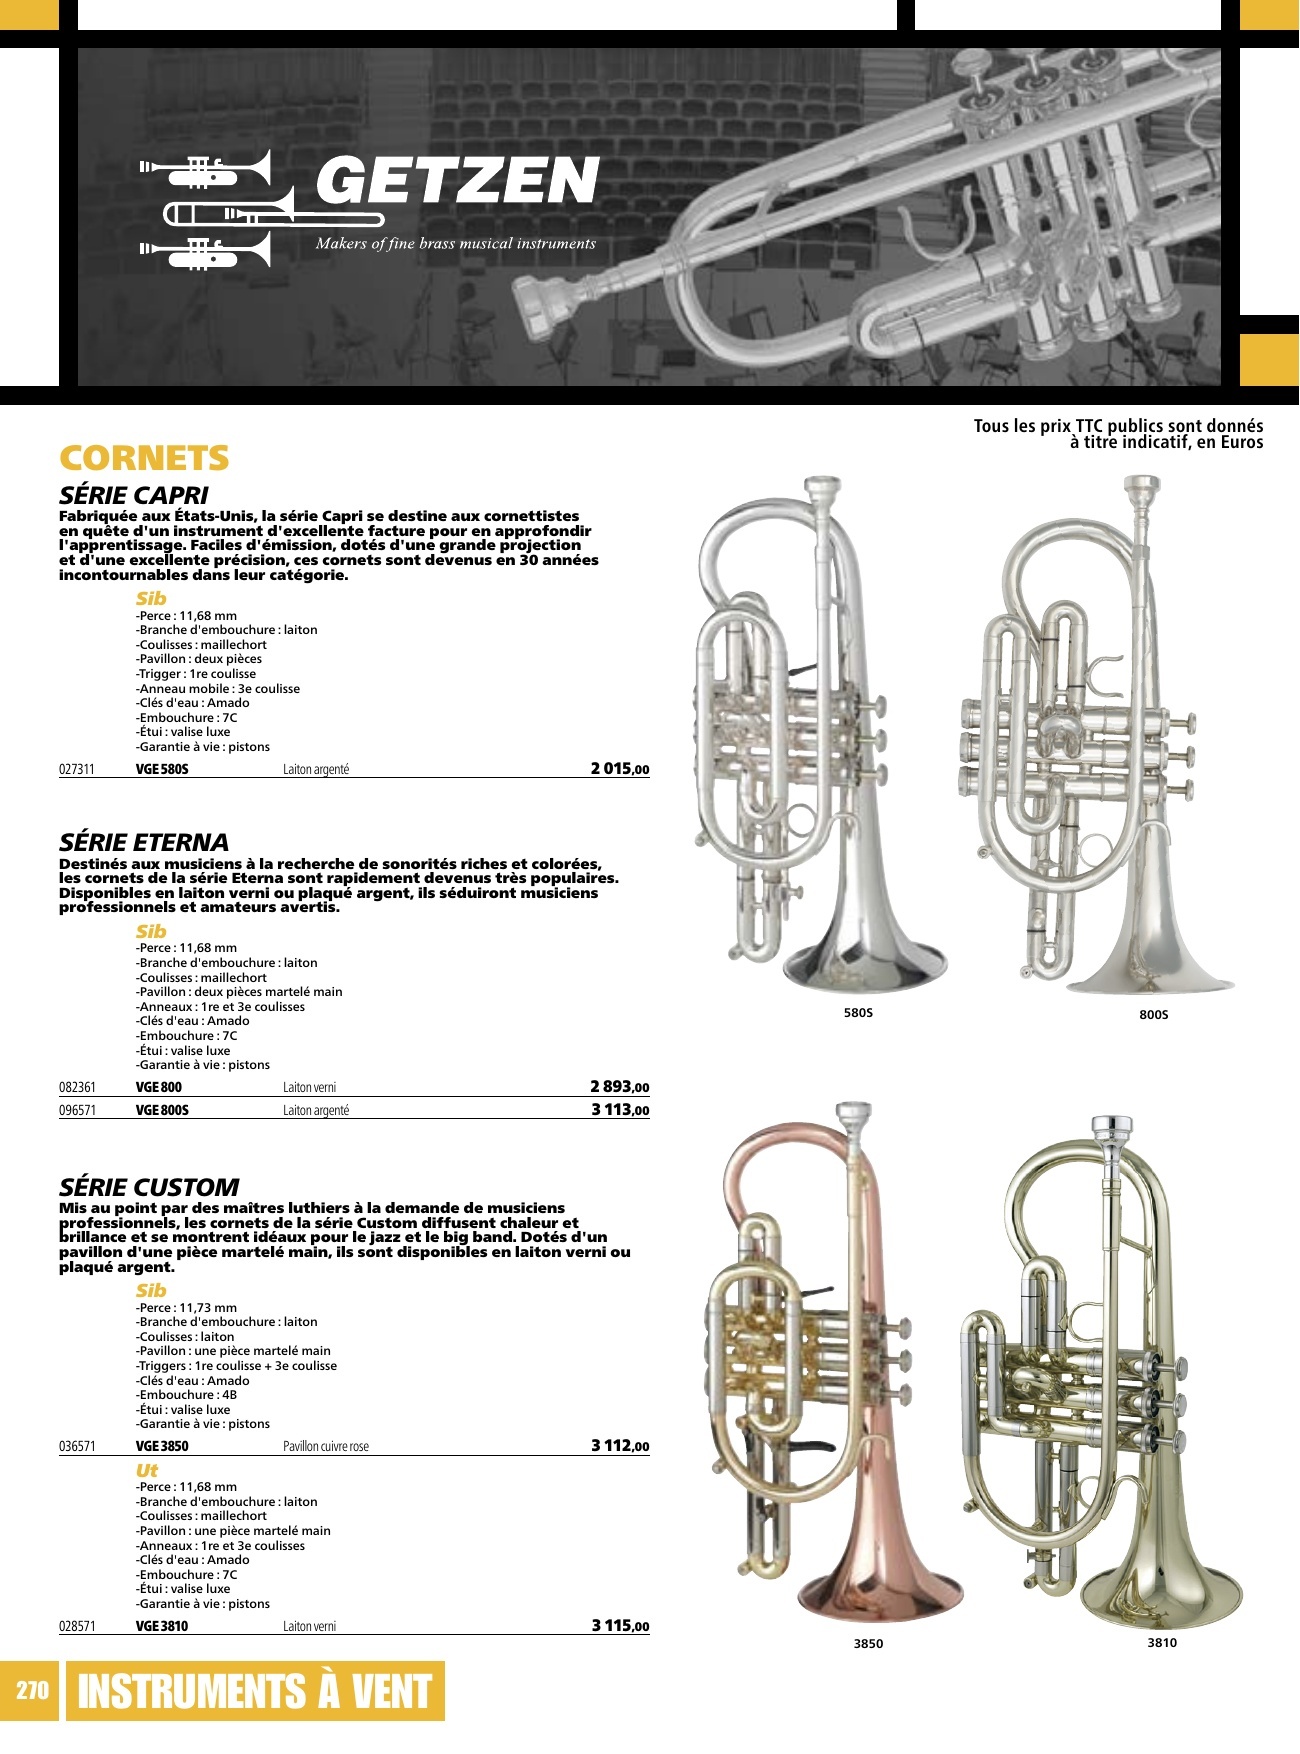 GETZEN
Makers of fine brass musical instruments
Tous les prix TTC publics sont donnés
à titre indicatif, en Euros
CORNETS
SÉRIE CAPRI
Fabriquée aux États-Unis, la série Capri se destine aux cornettistes
en quête d'un instrument d'excellente facture pour en approfondir
l'apprentissage. Faciles d'émission, dotés d'une grande projection
et d'une excellente précision, ces cornets sont devenus en 30 années
incontournables dans leur catégorie.
Sib
-Perce : 11,68 mm
-Branche d'embouchure : laiton
-Coulisses : maillechort
-Pavillon : deux pièces
-Trigger : 1re coulisse
-Anneau mobile : 3e coulisse
-Clés d'eau : Amado
-Embouchure : 7C
-Étui : valise luxe
-Garantie à vie : pistons
027311 VGE 580S Laiton argenté 2 015,00
SÉRIE ETERNA
Destinés aux musiciens à la recherche de sonorités riches et colorées,
les cornets de la série Eterna sont rapidement devenus très populaires.
Disponibles en laiton verni ou plaqué argent, ils séduiront musiciens
professionnels et amateurs avertis.
Sib
-Perce : 11,68 mm
-Branche d'embouchure : laiton
-Coulisses : maillechort
-Pavillon : deux pièces martelé main
-Anneaux : 1re et 3e coulisses
-Clés d'eau : Amado
-Embouchure : 7C
-Étui : valise luxe
-Garantie à vie : pistons
082361 VGE 800 Laiton verni 2 893,00
096571 VGE 800S Laiton argenté 3 113,00
SÉRIE CUSTOM
Mis au point par des maîtres luthiers à la demande de musiciens
professionnels, les cornets de la série Custom diffusent chaleur et
brillance et se montrent idéaux pour le jazz et le big band. Dotés d'un
pavillon d'une pièce martelé main, ils sont disponibles en laiton verni ou
plaqué argent.
Sib
-Perce : 11,73 mm
-Branche d'embouchure : laiton
-Coulisses : laiton
-Pavillon : une pièce martelé main
-Triggers : 1re coulisse + 3e coulisse
-Clés d'eau : Amado
-Embouchure : 4B
-Étui : valise luxe
-Garantie à vie : pistons
036571 VGE 3850 Pavillon cuivre rose 3 112,00
Ut
-Perce : 11,68 mm
-Branche d'embouchure : laiton
-Coulisses : maillechort
-Pavillon : une pièce martelé main
-Anneaux : 1re et 3e coulisses
-Clés d'eau : Amado
-Embouchure : 7C
-Étui : valise luxe
-Garantie à vie : pistons
028571 VGE 3810 Laiton verni 3 115,00
580S
800S
3850
3810
270 INSTRUMENTS À VENT